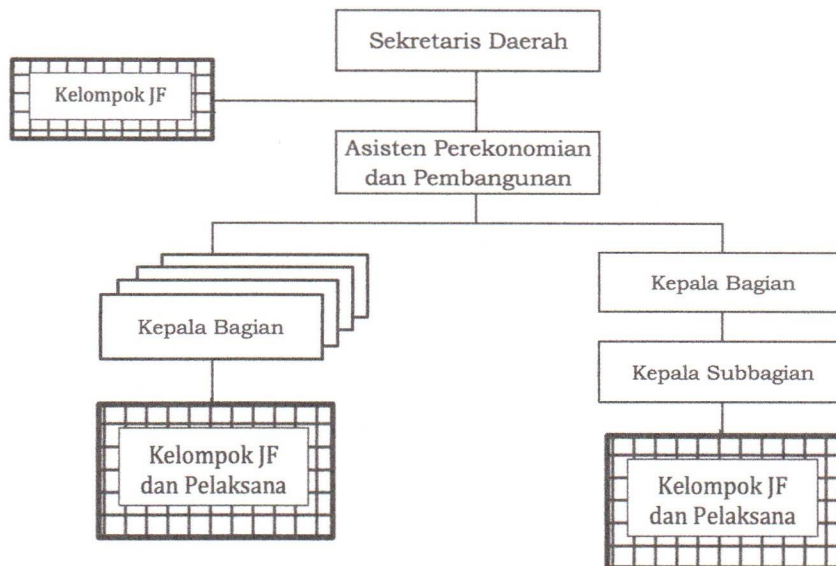 Sekretaris Daerah
Kelompok JF
Asisten Perekonomian
dan Pembangunan
Kepala Bagian
Kepala Bagian
Kepala Subbagian
Kelompok JF
dan Pelaksana
Kelompok JF
dan Pelaksana